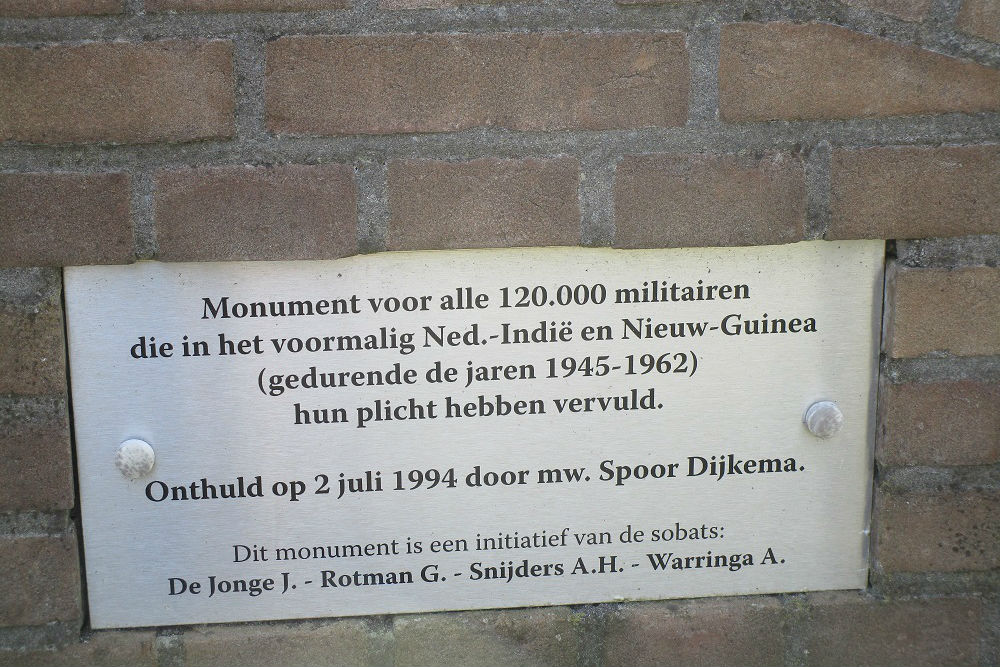 Monument voor alle 120.000 militairen
die in het voormalig Ned.-Indië en Nieuw-Guinea
(gedurende de jaren 1945-1962)
hun plicht hebben vervuld.
Onthuld op 2 juli 1994 door mw. Spoor Dijkema.
Dit monument is een initiatief van de sobats:
De Jonge J. - Rotman G. - Snijders A.H. - Warringa A.